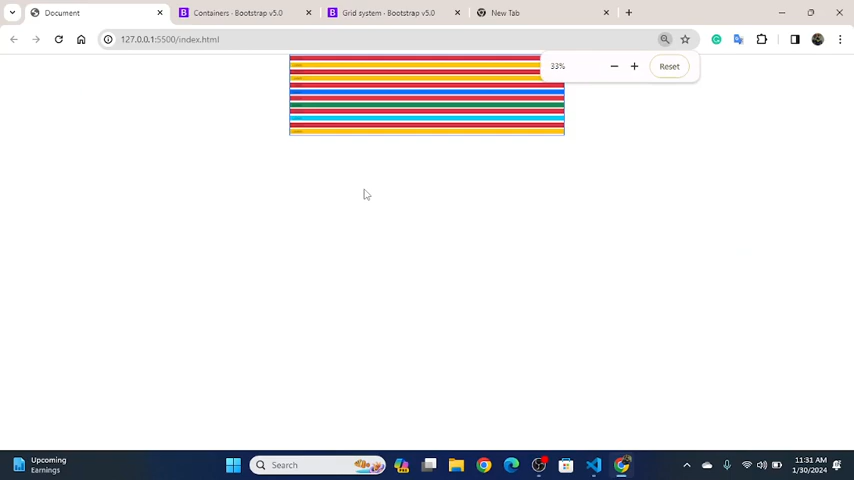 Document
Containers · Bootstrap v5.0
Grid system · Bootstrap v5.0
New Tab
127.0.0.1:5500/index.html
33%
Reset
Upcoming
Earnings
Search
11:31 AM
1/30/2024